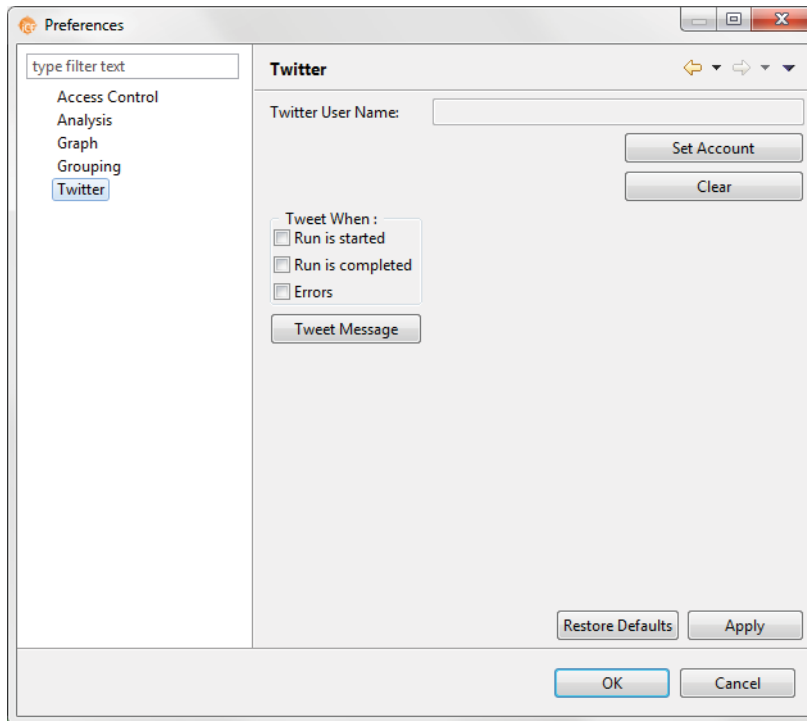 Preferences
type filter text
Access Control
Analysis
Graph
Grouping
Twitter
Twitter
Twitter User Name:
Set Account
Clear
Tweet When :
Run is started
Run is completed
Errors
Tweet Message
Restore Defaults
Apply
OK
Cancel